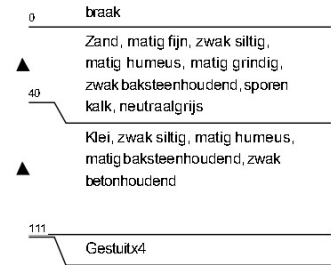 0
braak
Zand, matig fijn, zwak siltig,
matig humeus, matig grindig,
zwak baksteenhoudend, sporen
kalk, neutraalgrijs
40
Klei, zwak siltig, matig humeus,
matig baksteenhoudend, zwak
betonhoudend
111
Gestuitx4